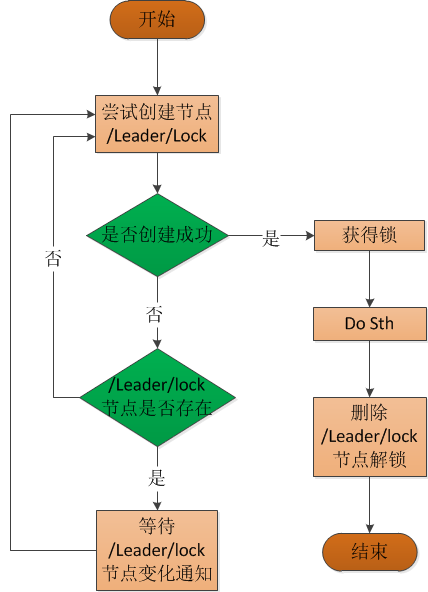 开始
尝试创建节点
/Leader/Lock
是否创建成功
是
获得锁
否
否
Do Sth
/Leader/lock
节点是否存在
删除
/Leader/lock
节点解锁
是
等待
/Leader/lock
节点变化通知
结束